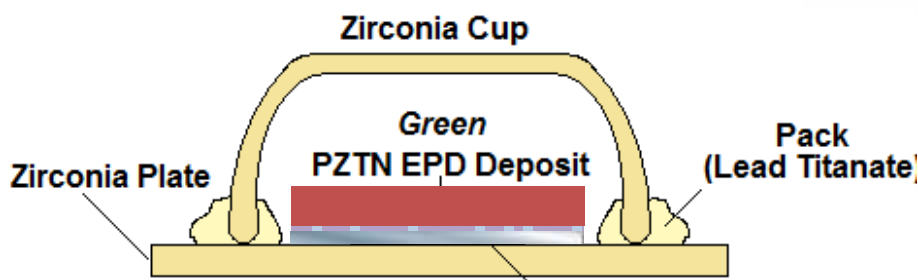 Zirconia Cup
Green
PZTN EPD Deposit
Pack
(Lead Titanate)
Zirconia Plate